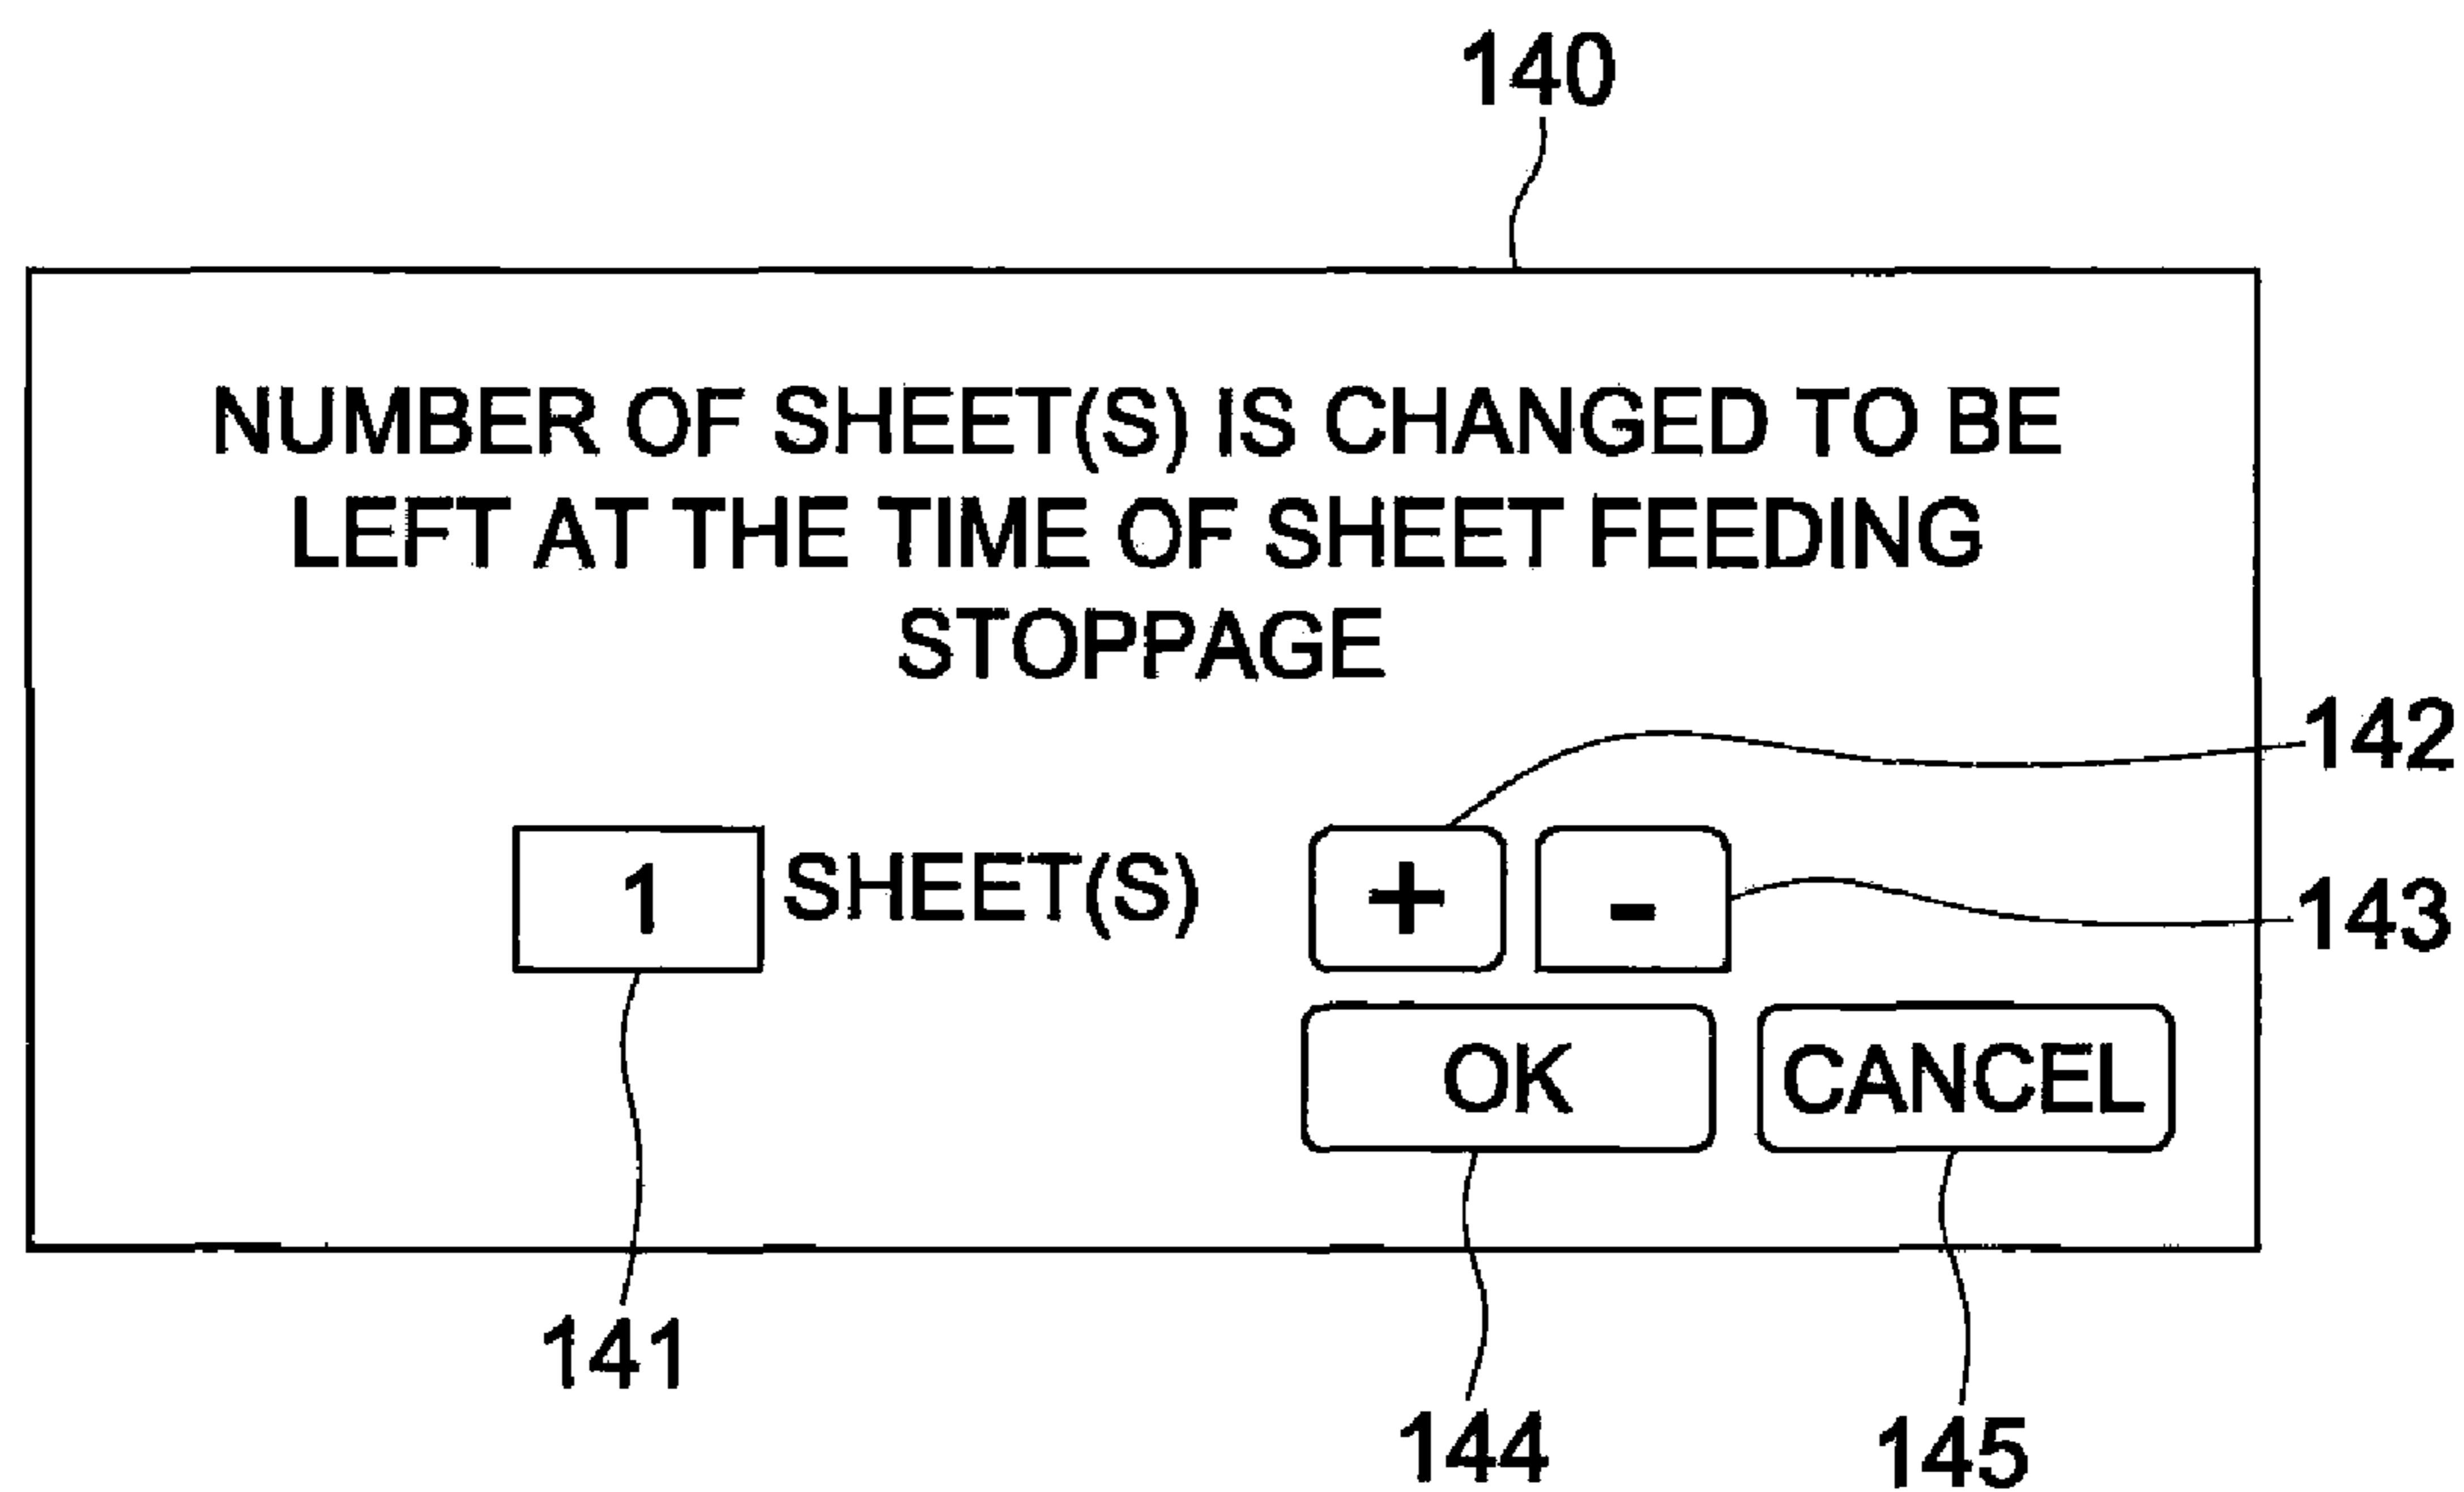 140
NUMBER OF SHEET(S) IS CHANGED TO BE
LEFT AT THE TIME OF SHEET FEEDING
STOPPAGE
142
1 SHEET(S) + -
143
OK CANCEL
141
144 145